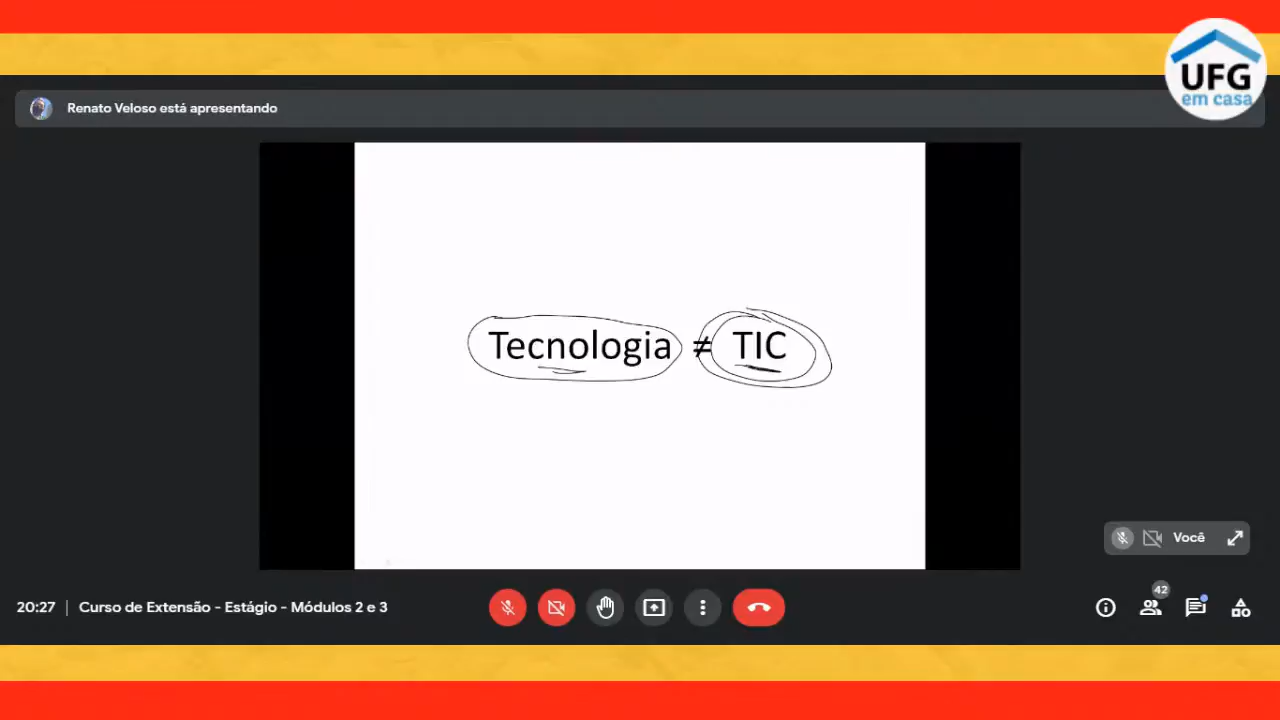 UFG
em casa
Renato Veloso está apresentando
Tecnologia ≠ TIC
Você
20:27 | Curso de Extensão - Estágio - Módulos 2 e 3
42